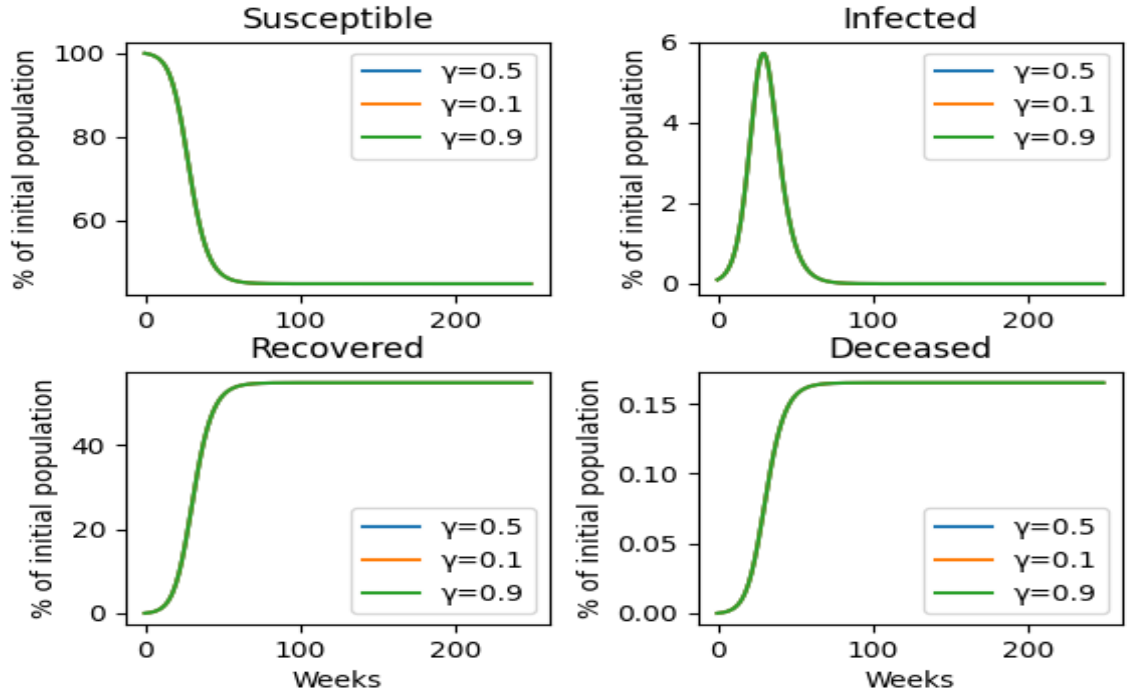 Susceptible
% of initial population
100
80
60
0
100
200
γ=0.5
γ=0.1
γ=0.9
Infected
% of initial population
6
4
2
0
0
100
200
γ=0.5
γ=0.1
γ=0.9
Recovered
% of initial population
40
20
0
0
100
200
γ=0.5
γ=0.1
γ=0.9
Weeks
Deceased
% of initial population
0.15
0.10
0.05
0.00
0
100
200
γ=0.5
γ=0.1
γ=0.9
Weeks